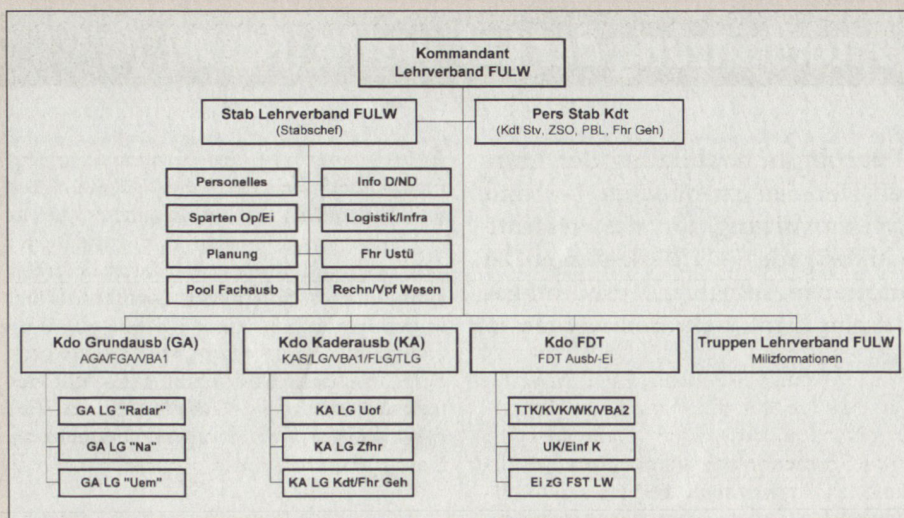 Kommandant
Lehrverband FULW
Stab Lehrverband FULW
(Stabschef)
Pers Stab Kdt
(Kdt Stv, ZSO, PBL, Fhr Geh)
Personelles
Info D/ND
Sparten Op/Ei
Logistik/Infra
Planung
Fhr Ustü
Pool Fachausb
Rechn/Vpf Wesen
Kdo Grundausb (GA)
AGA/FGA/VBA1
Kdo Kaderausb (KA)
KAS/LG/VBA1/FLG/TLG
Kdo FDT
FDT Ausb/-Ei
Truppen Lehrverband FULW
Milizformationen
GA LG "Radar"
GA LG "Na"
GA LG "Uem"
KA LG Uof
KA LG Zfhr
KA LG Kdt/Fhr Geh
TTK/KVK/WK/VBA2
UK/Einf K
Ei zG FST LW